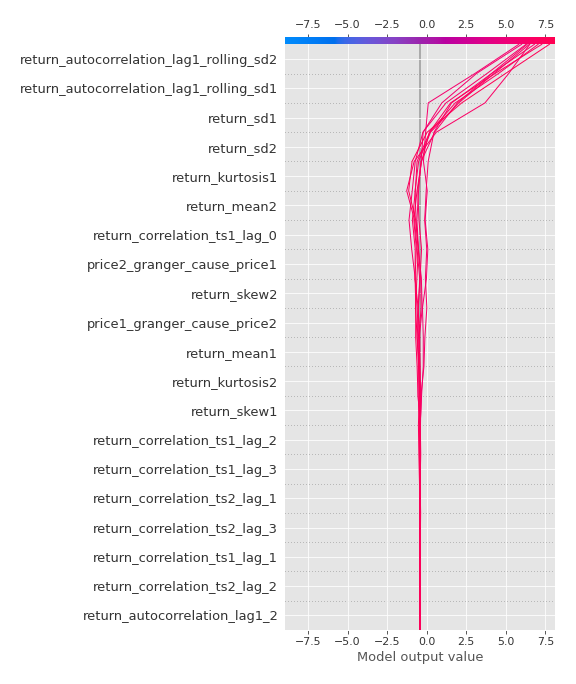 −7.5 −5.0 −2.5 0.0 2.5 5.0 7.5
return_autocorrelation_lag1_rolling_sd2
return_autocorrelation_lag1_rolling_sd1
return_sd1
return_sd2
return_kurtosis1
return_mean2
return_correlation_ts1_lag_0
price2_granger_cause_price1
return_skew2
price1_granger_cause_price2
return_mean1
return_kurtosis2
return_skew1
return_correlation_ts1_lag_2
return_correlation_ts1_lag_3
return_correlation_ts2_lag_1
return_correlation_ts2_lag_3
return_correlation_ts1_lag_1
return_correlation_ts2_lag_2
return_autocorrelation_lag1_2
−7.5 −5.0 −2.5 0.0 2.5 5.0 7.5
Model output value